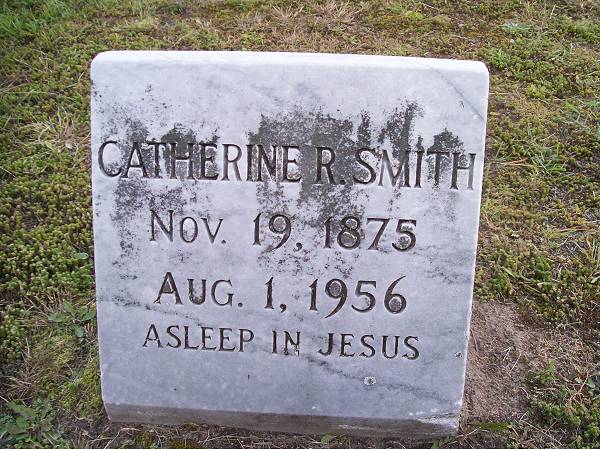 CATHERINE R. SMITH
NOV. 19, 1875
AUG. 1, 1956
ASLEEP IN JESUS